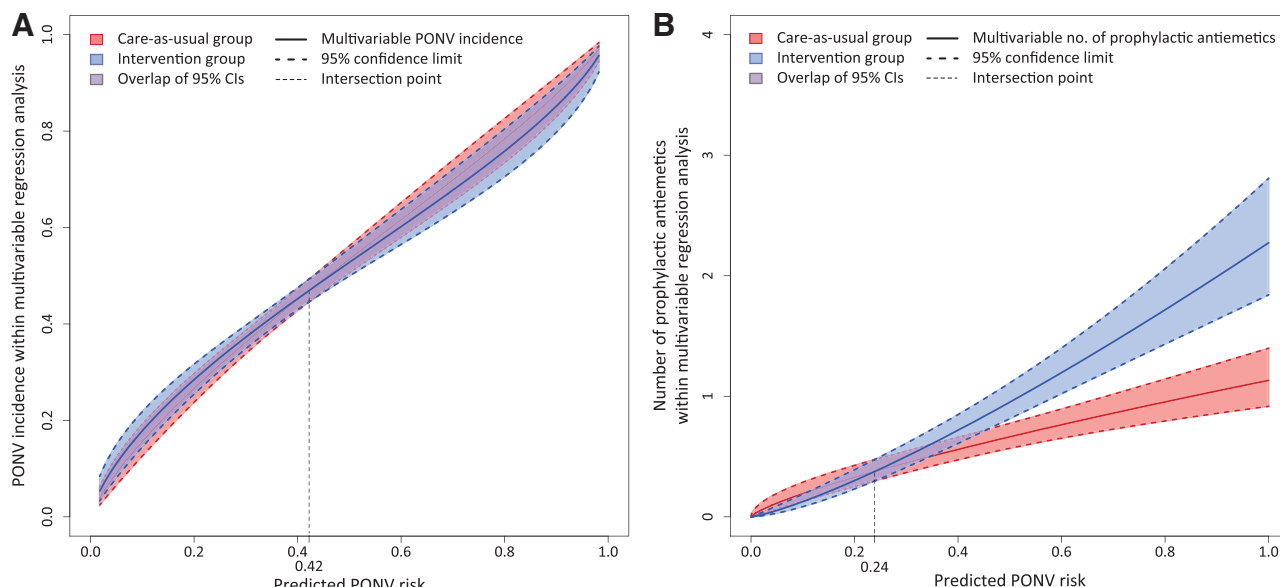 A
PONV incidence within multivariable regression analysis
1.0
0.8
0.6
0.4
0.2
0.0
Care-as-usual group
Intervention group
Overlap of 95% CIs
Multivariable PONV incidence
95% confidence limit
Intersection point
0.0
0.2
0.4
0.6
0.8
1.0
0.42
Predicted PONV risk
B
Number of prophylactic antiemetics
within multivariable regression analysis
4
3
2
1
0
Care-as-usual group
Intervention group
Overlap of 95% CIs
Multivariable no. of prophylactic antiemetics
95% confidence limit
Intersection point
0.0
0.2
0.4
0.6
0.8
1.0
0.24
Predicted PONV risk